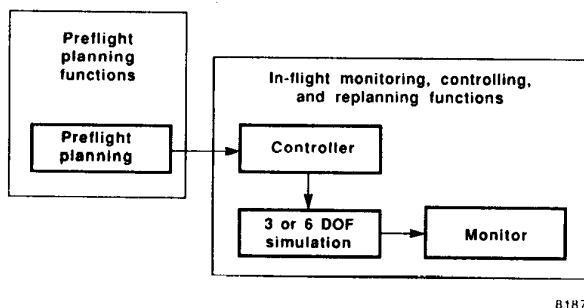 Preflight
planning
functions
Preflight
planning
In-flight monitoring, controlling,
and replanning functions
Controller
3 or 6 DOF
simulation
Monitor
8187